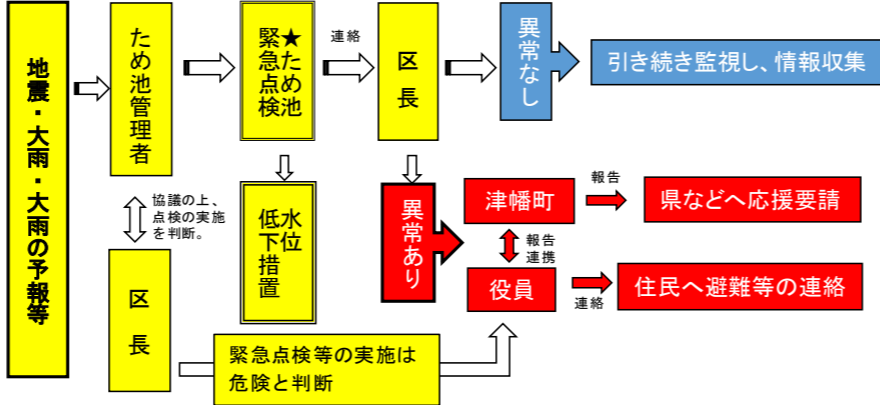 地震・大雨・大雨の予報等
ため池管理者
★ため池
緊急点検
連絡
区長
異常なし
引き続き監視し、情報収集
協議の上、
点検の実施
を判断。
区長
水位
低下措置
異常あり
津幡町
報告
県などへ応援要請
報告
連携
役員
連絡
住民へ避難等の連絡
緊急点検等の実施は
危険と判断